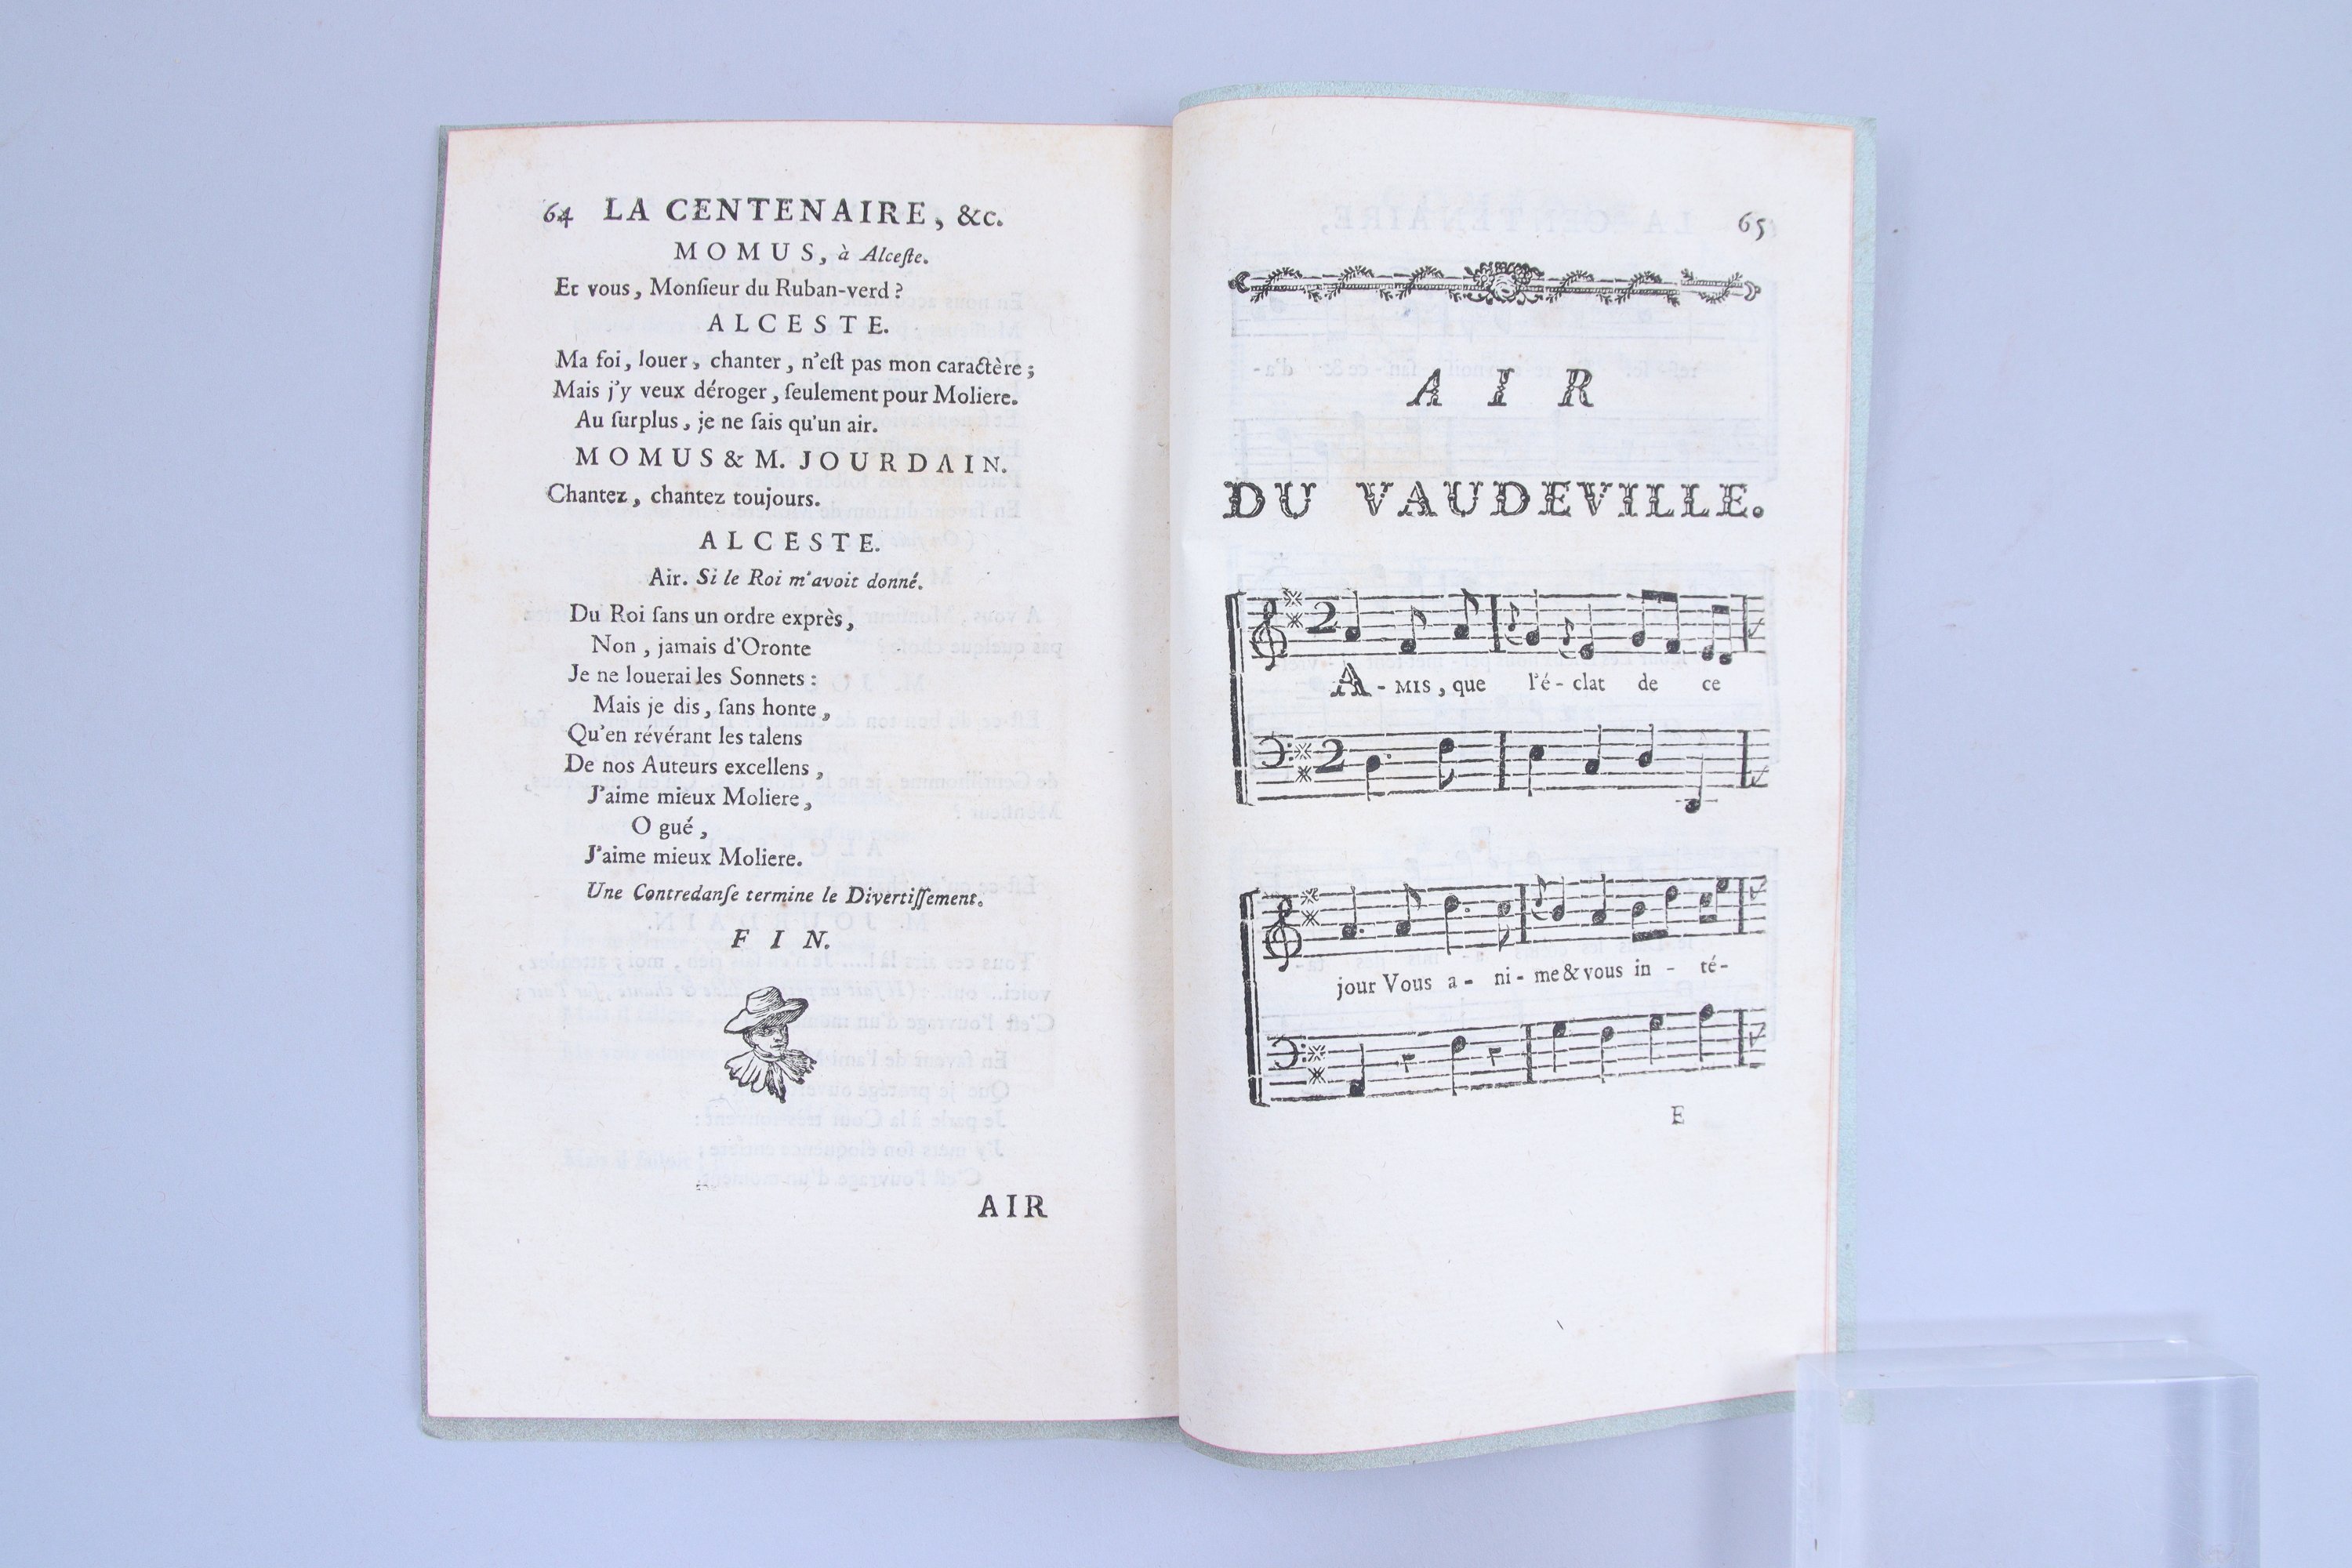 64 LA CENTENAIRE, &c.
MOMUS, à Alceſte.
Et vous, Monſieur du Ruban-verd ?
ALCESTE.
Ma foi, louer, chanter, n'eſt pas mon caractère ;
Mais j'y veux déroger, ſeulement pour Moliere.
Au ſurplus, je ne ſais qu'un air.
MOMUS & M. JOURDAIN.
Chantez, chantez toujours.
ALCESTE.
Air. Si le Roi m'avoit donné.
Du Roi ſans un ordre exprès,
Non, jamais d'Oronte
Je ne louerai les Sonnets :
Mais je dis, ſans honte,
Qu'en révérant les talens
De nos Auteurs excellens,
J'aime mieux Moliere,
O gué,
J'aime mieux Moliere.
Une Contredanſe termine le Divertiſſement.
FIN.
AIR
65
AIR
DU VAUDEVILLE.
2
A - MIS, que l'é - clat de ce
2
jour Vous a - ni - me & vous in - té -
E